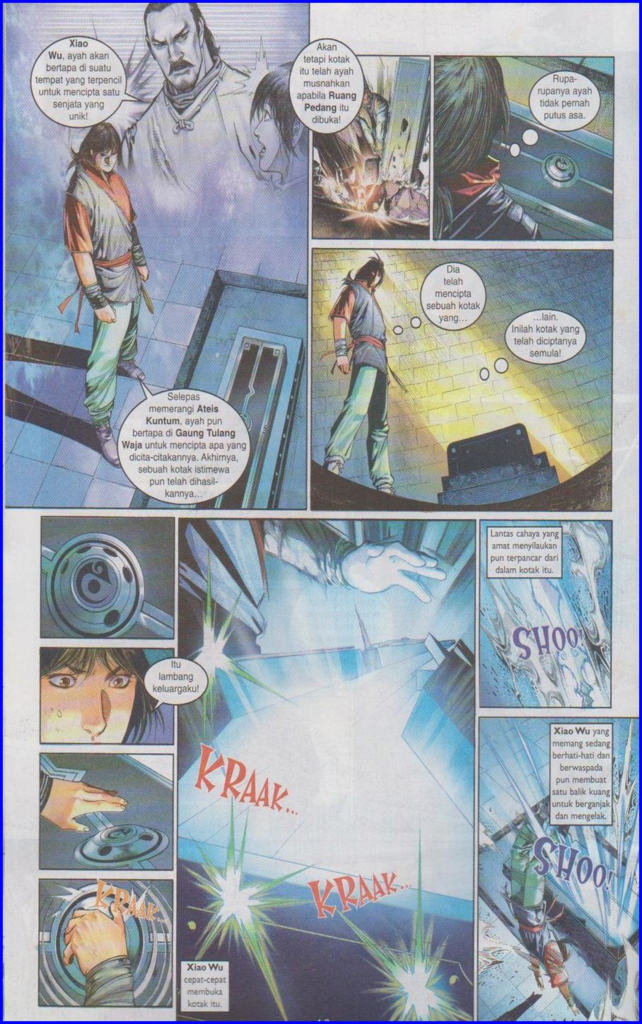 Xiao
Wu, ayah akan
bertapa di suatu
tempat yang terpencil
untuk mencipta satu
senjata yang
unik!
Akan
tetapi kotak
itu telah ayah
musnahkan
apabila Ruang
Pedang itu
dibuka!
Rupa-
rupanya ayah
tidak pernah
putus asa.
Selepas
memerangi Ateis
Kuntum, ayah pun
bertapa di Gaung Tulang
Waja untuk mencipta apa yang
dicita-citakannya. Akhirnya,
sebuah kotak istimewa
pun telah dihasil-
kannya...
Dia
telah
mencipta
sebuah kotak
yang...
...lain.
Inilah kotak yang
telah diciptanya
semula!
Itu
lambang
keluargaku!
KRAAK
KRAAK...
KRAAK...
Xiao Wu
cepat-cepat
membuka
kotak itu.
Lantas cahaya yang
amat menyilaukan
pun terpancar dari
dalam kotak itu.
SHOO!
Xiao Wu yang
memang sedang
berhati-hati dan
berwaspada
pun membuat
satu balik kuang
untuk berganjak
dan mengelak.
SHOO!